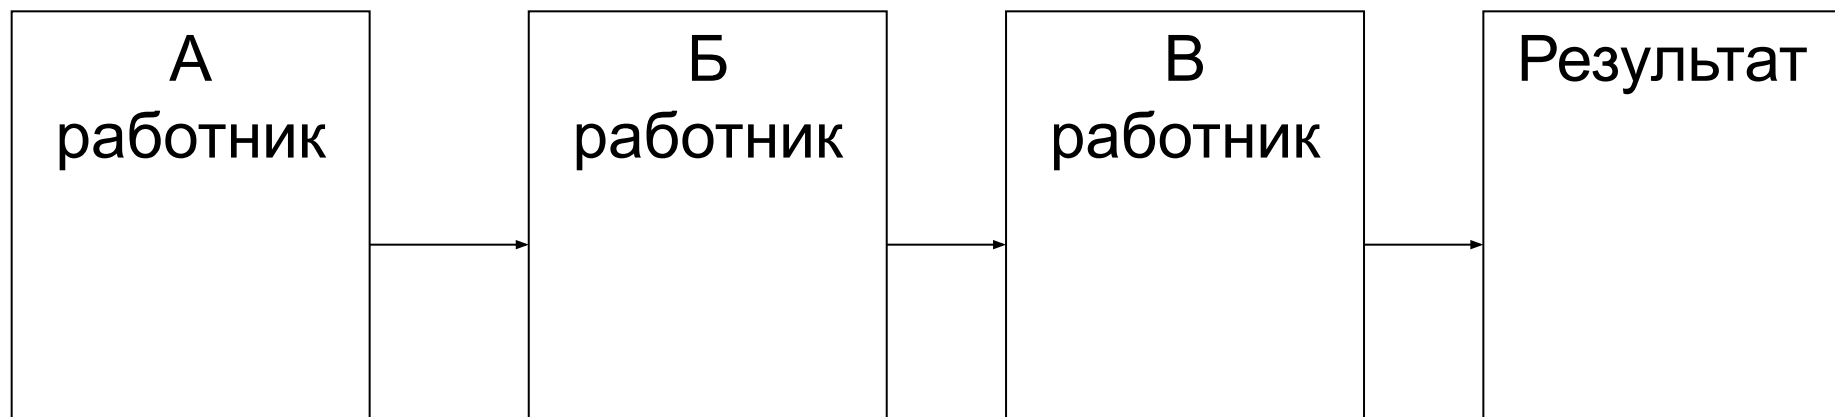 А
работник
Б
работник
В
работник
Результат